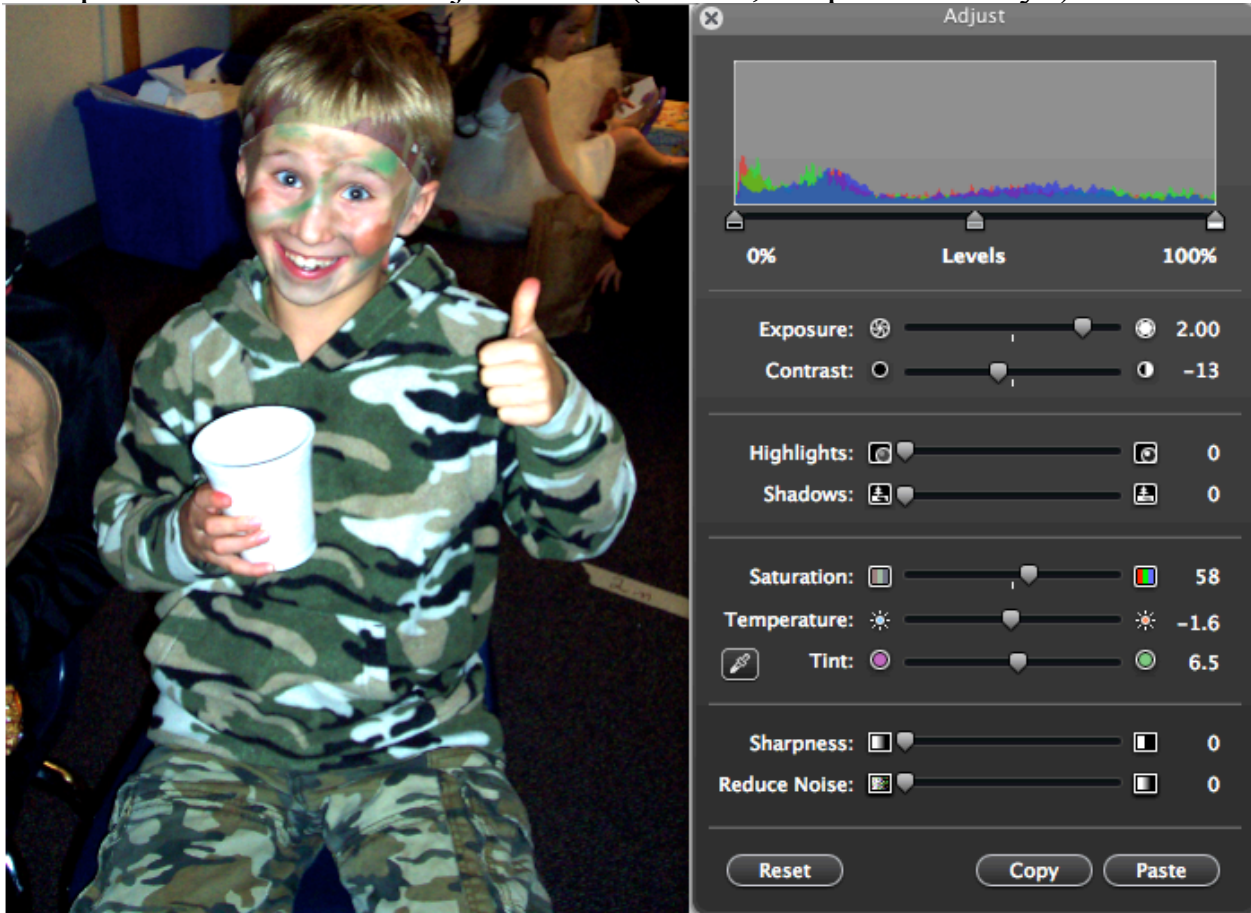 Adjust
0% Levels 100%
Exposure: 2.00
Contrast: -13
Highlights: 0
Shadows: 0
Saturation: 58
Temperature: -1.6
Tint: 6.5
Sharpness: 0
Reduce Noise: 0
Reset Copy Paste